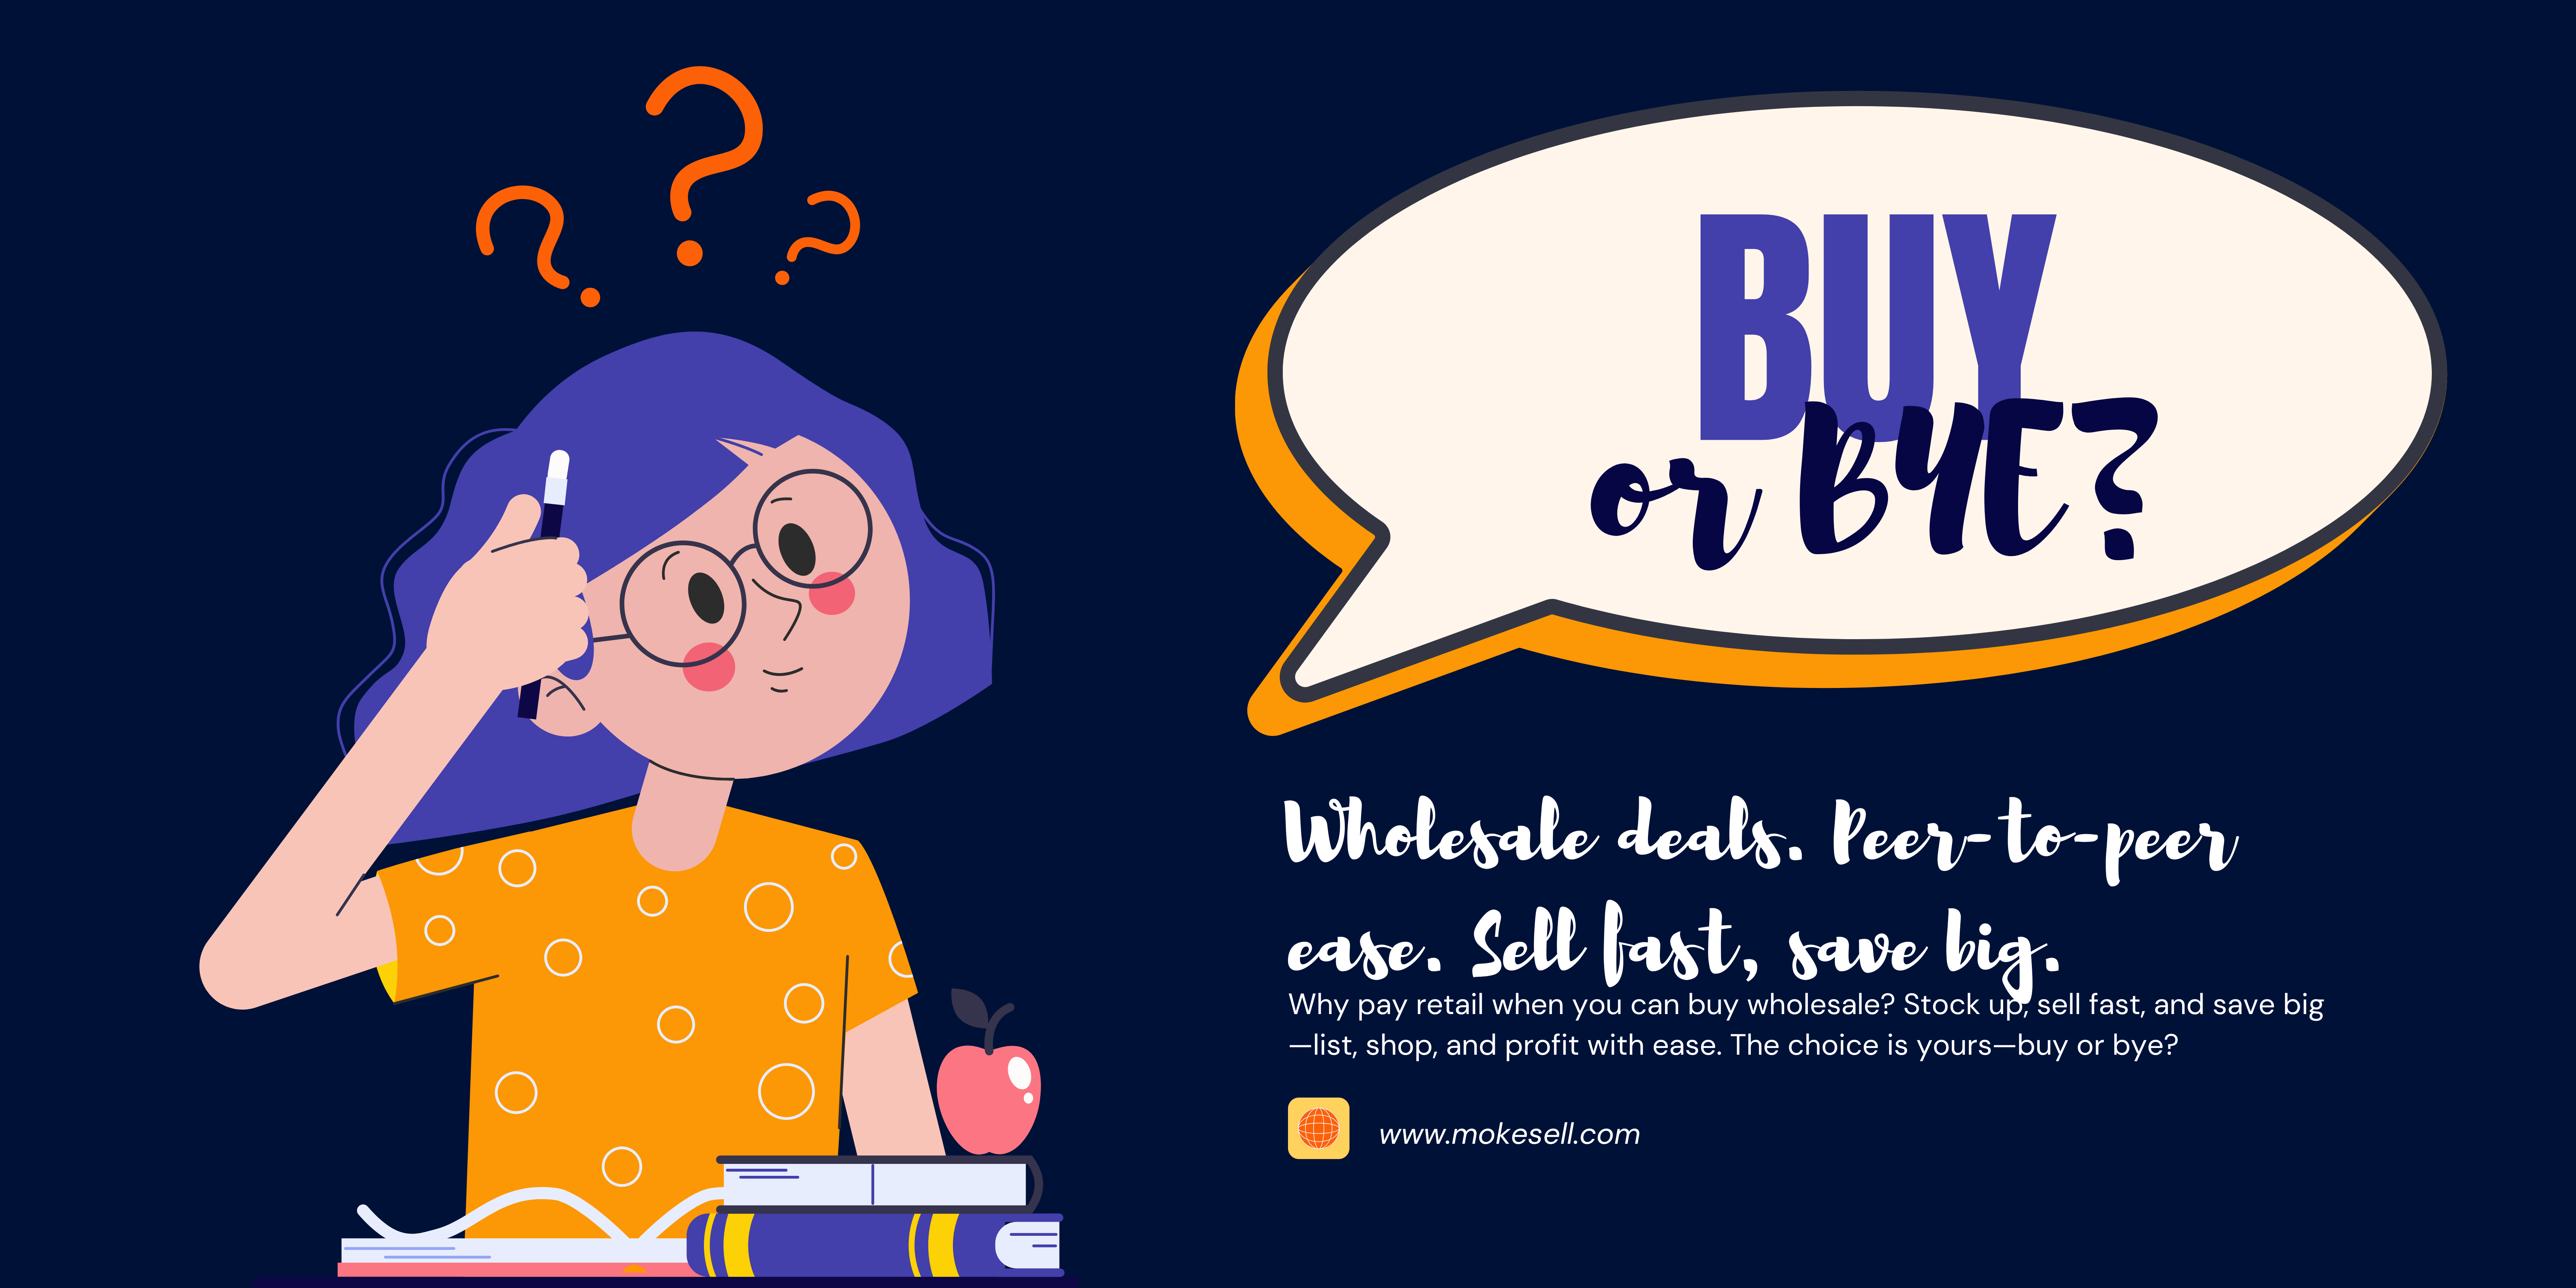 BUY
or BYE?
Wholesale deals. Peer-to-peer
ease. Sell fast, save big.
Why pay retail when you can buy wholesale? Stock up, sell fast, and save big
—list, shop, and profit with ease. The choice is yours—buy or bye?
www.mokesell.com